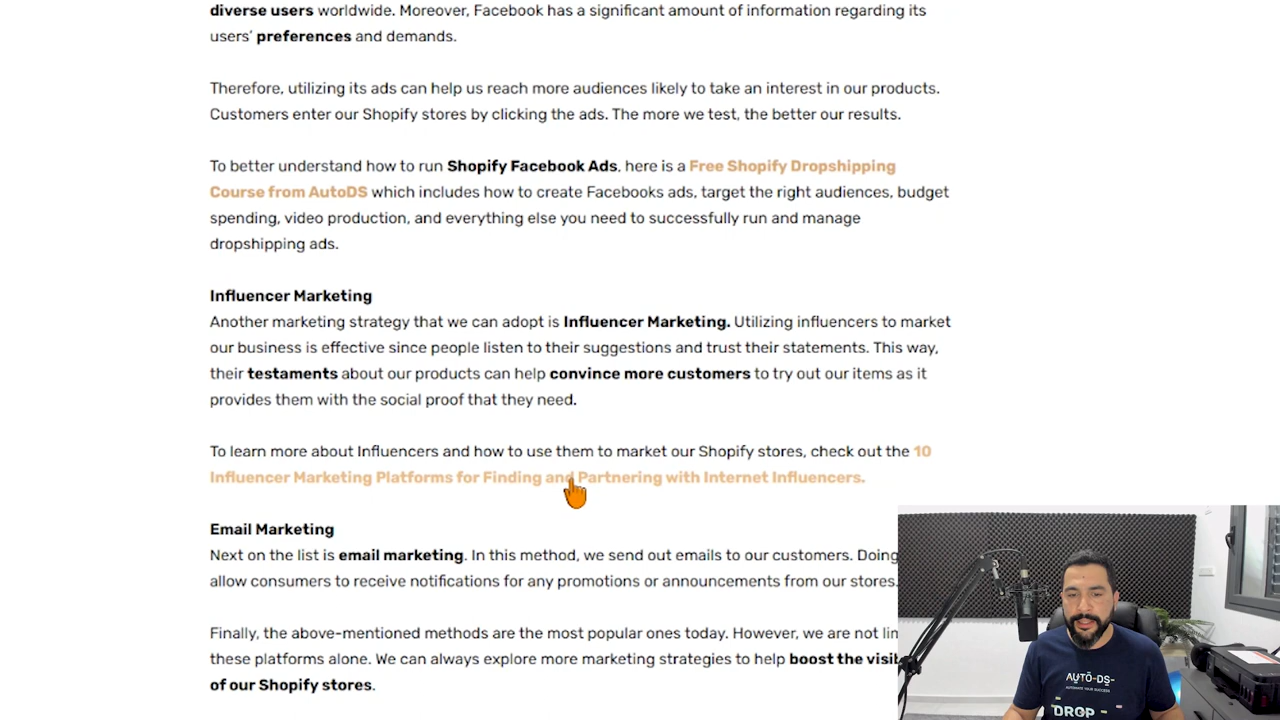 diverse users worldwide. Moreover, Facebook has a significant amount of information regarding its
users’ preferences and demands.
Therefore, utilizing its ads can help us reach more audiences likely to take an interest in our products.
Customers enter our Shopify stores by clicking the ads. The more we test, the better our results.
To better understand how to run Shopify Facebook Ads, here is a Free Shopify Dropshipping
Course from AutoDS which includes how to create Facebooks ads, target the right audiences, budget
spending, video production, and everything else you need to successfully run and manage
dropshipping ads.
Influencer Marketing
Another marketing strategy that we can adopt is Influencer Marketing. Utilizing influencers to market
our business is effective since people listen to their suggestions and trust their statements. This way,
their testaments about our products can help convince more customers to try out our items as it
provides them with the social proof that they need.
To learn more about Influencers and how to use them to market our Shopify stores, check out the 10
Influencer Marketing Platforms for Finding and Partnering with Internet Influencers.
Email Marketing
Next on the list is email marketing. In this method, we send out emails to our customers. Doing
allow consumers to receive notifications for any promotions or announcements from our stores.
Finally, the above-mentioned methods are the most popular ones today. However, we are not
these platforms alone. We can always explore more marketing strategies to help boost the
of our Shopify stores.
AUTO-DS-
AUTOMATE YOUR SUCCESS
DROP